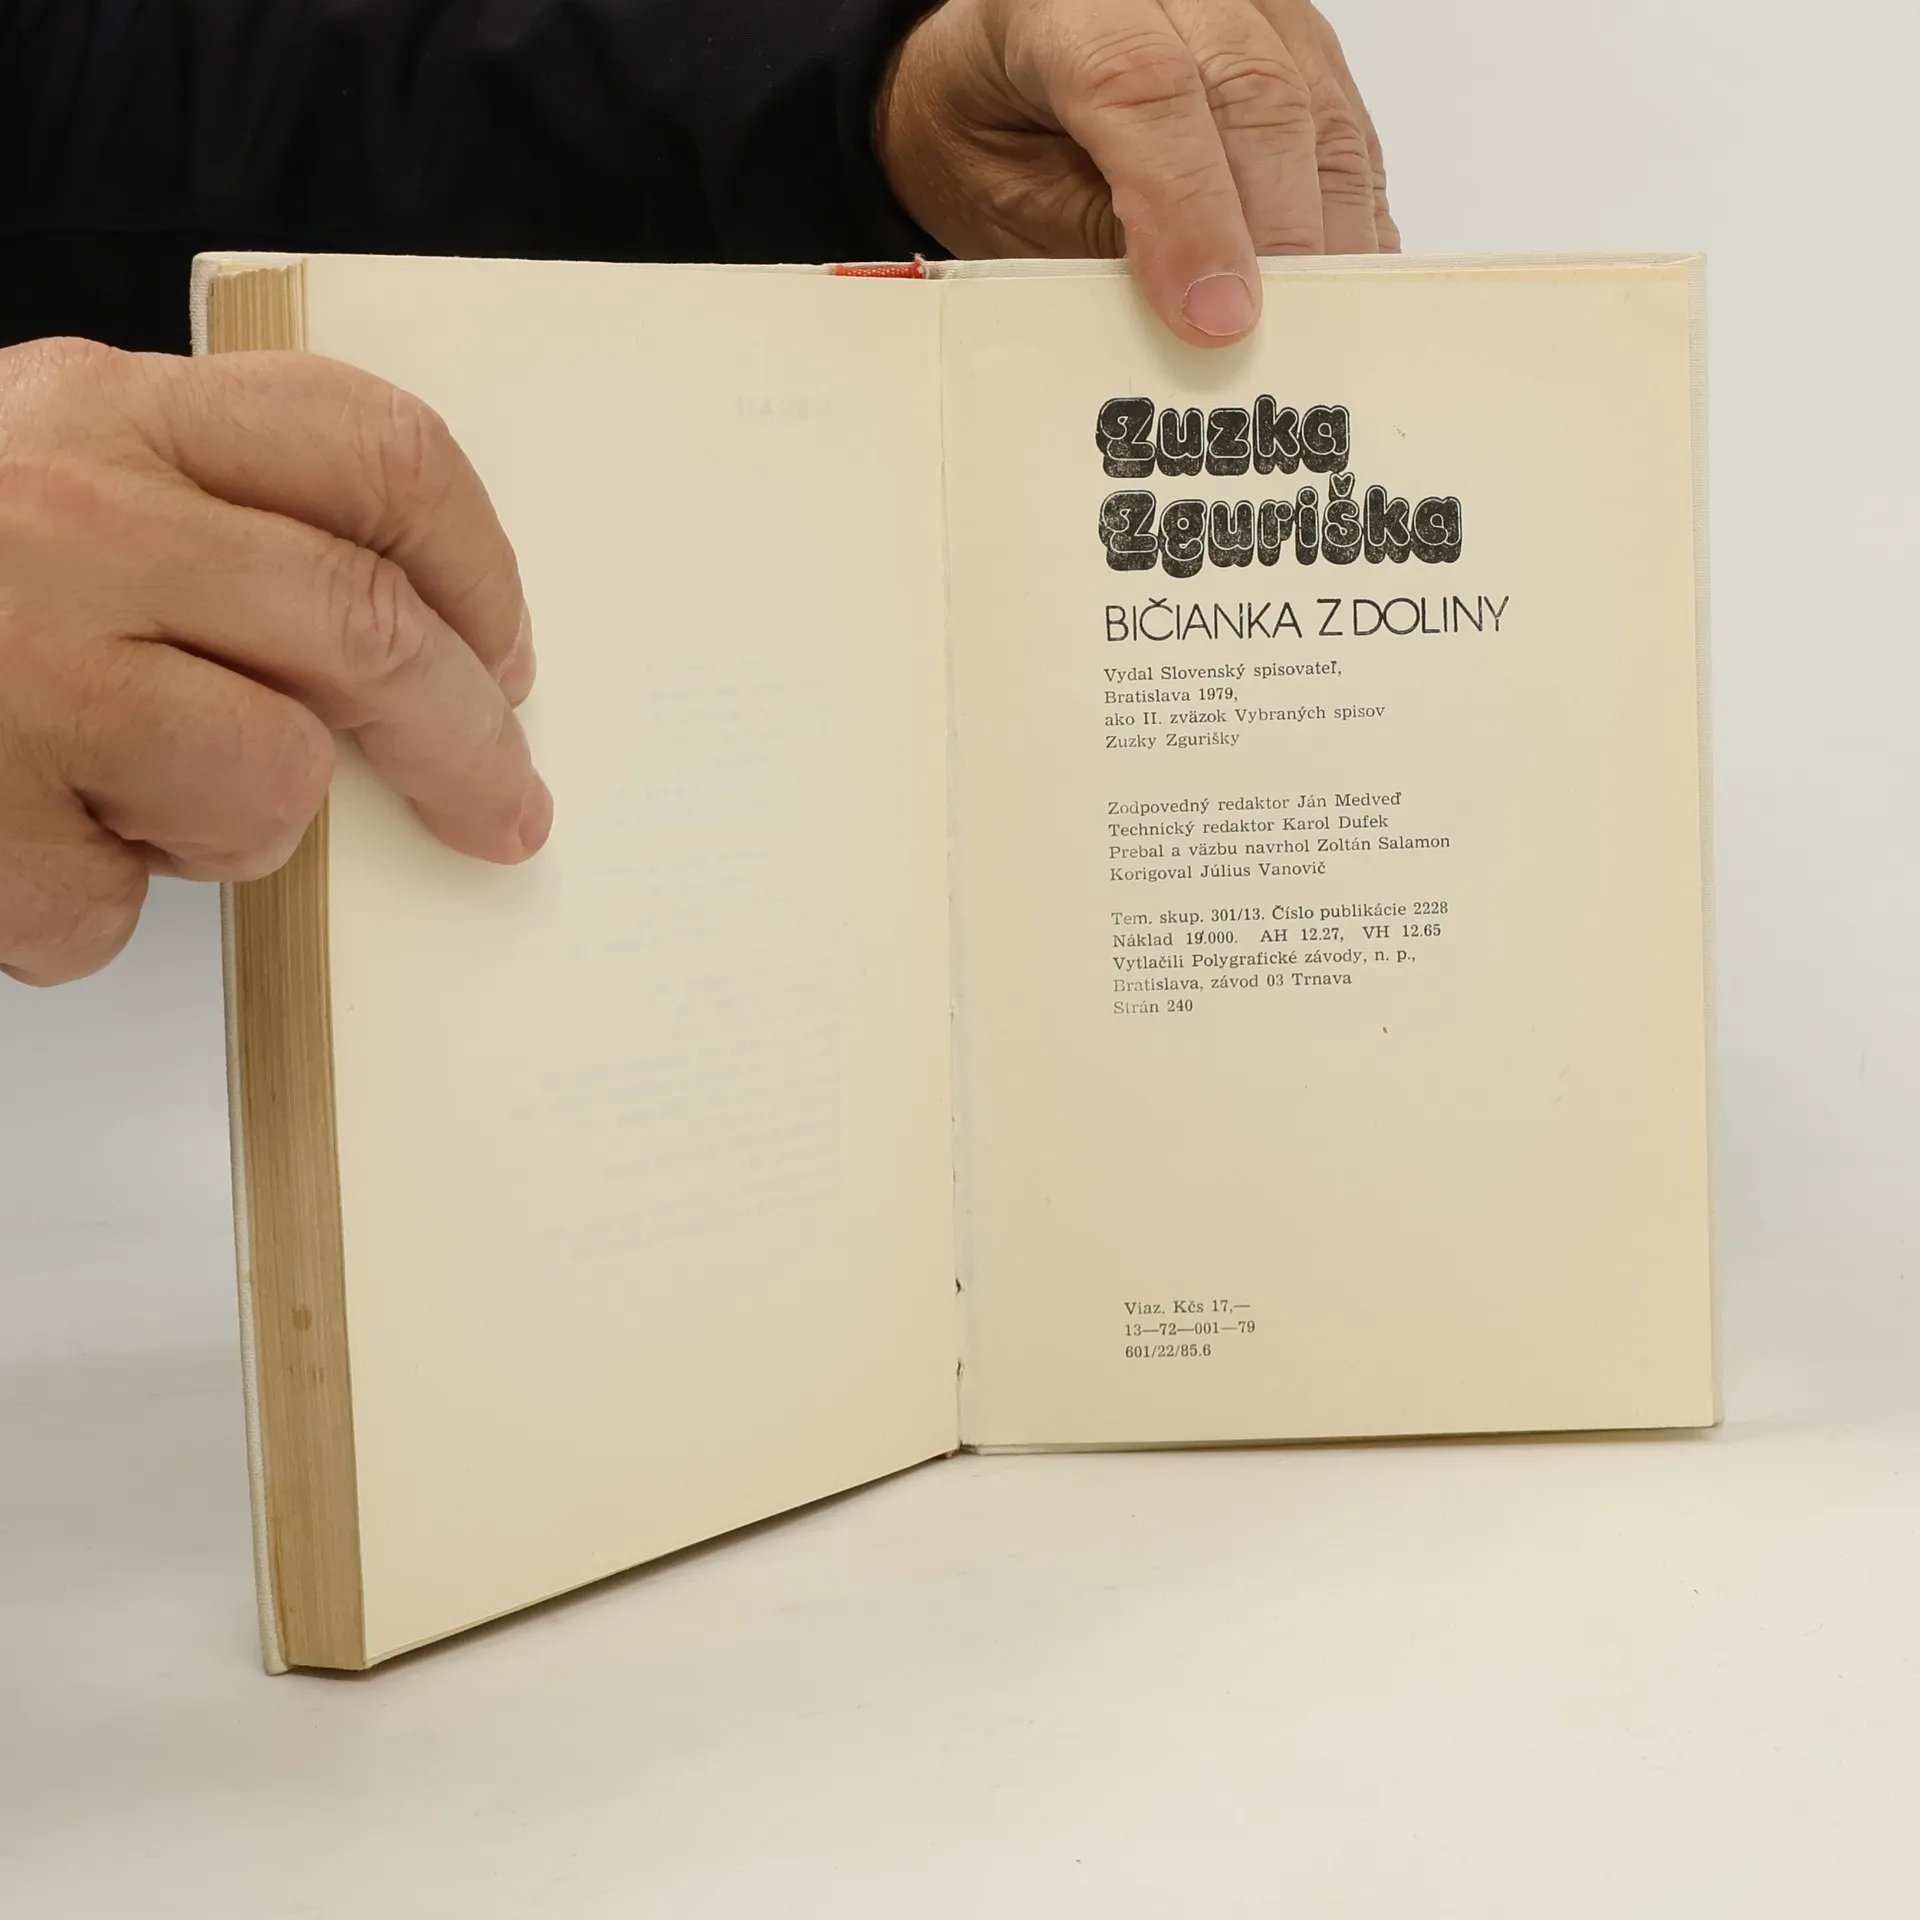 Zuzka
Zguriška
BIČIANKA Z DOLINY
Vydal Slovenský spisovateľ,
Bratislava 1979,
ako II. zväzok Vybraných spisov
Zuzky Zgurišky
Zodpovedný redaktor Ján Medveď
Technický redaktor Karol Dufek
Prebal a väzbu navrhol Zoltán Salamon
Korigoval Július Vanovič
Tem. skup. 301/13. Číslo publikácie 2228
Náklad 19.000. AH 12.27, VH 12.65
Vytlačili Polygrafické závody, n. p.,
Bratislava, závod 03 Trnava
Strán 240
Viaz. Kčs 17,—
13—72—001—79
601/22/85.6